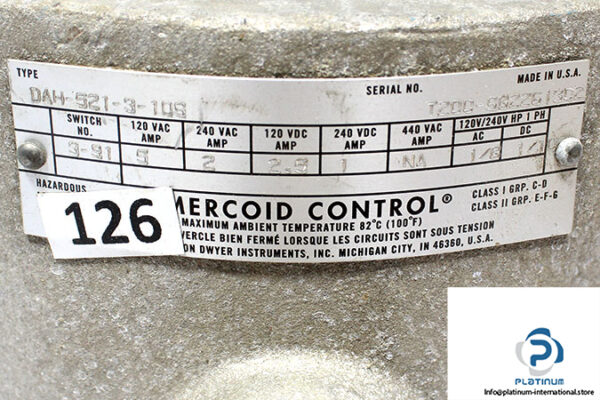 TYPE SERIAL NO. MADE IN U.S.A.
DAH-521-3-10S
SWITCH NO. 120 VAC AMP 240 VAC AMP 120 VDC AMP 240 VDC AMP 440 VAC AMP 120V/240V HP 1 PH AC DC
3-91 5 2 2.5 1 NA 1/8
HAZARDOUS
126
MERCOID CONTROL®
CLASS I GRP. C-D
CLASS II GRP. E-F-G
MAXIMUM AMBIENT TEMPERATURE 82°C (100°F)
VERCLE BIEN FERMÉ LORSQUE LES CIRCUITS SONT SOUS TENSION
ON DWYER INSTRUMENTS, INC. MICHIGAN CITY, IN 46360, U.S.A.
PLATINUM
info@platinum-international.store